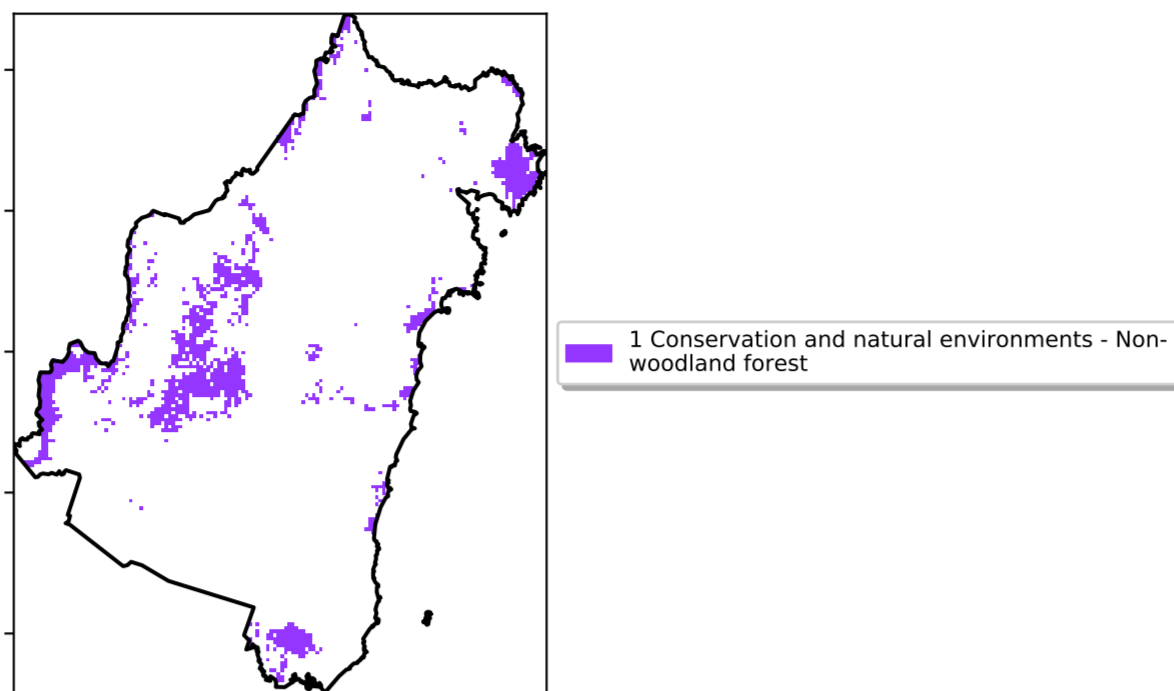 1 Conservation and natural environments - Non-
woodland forest